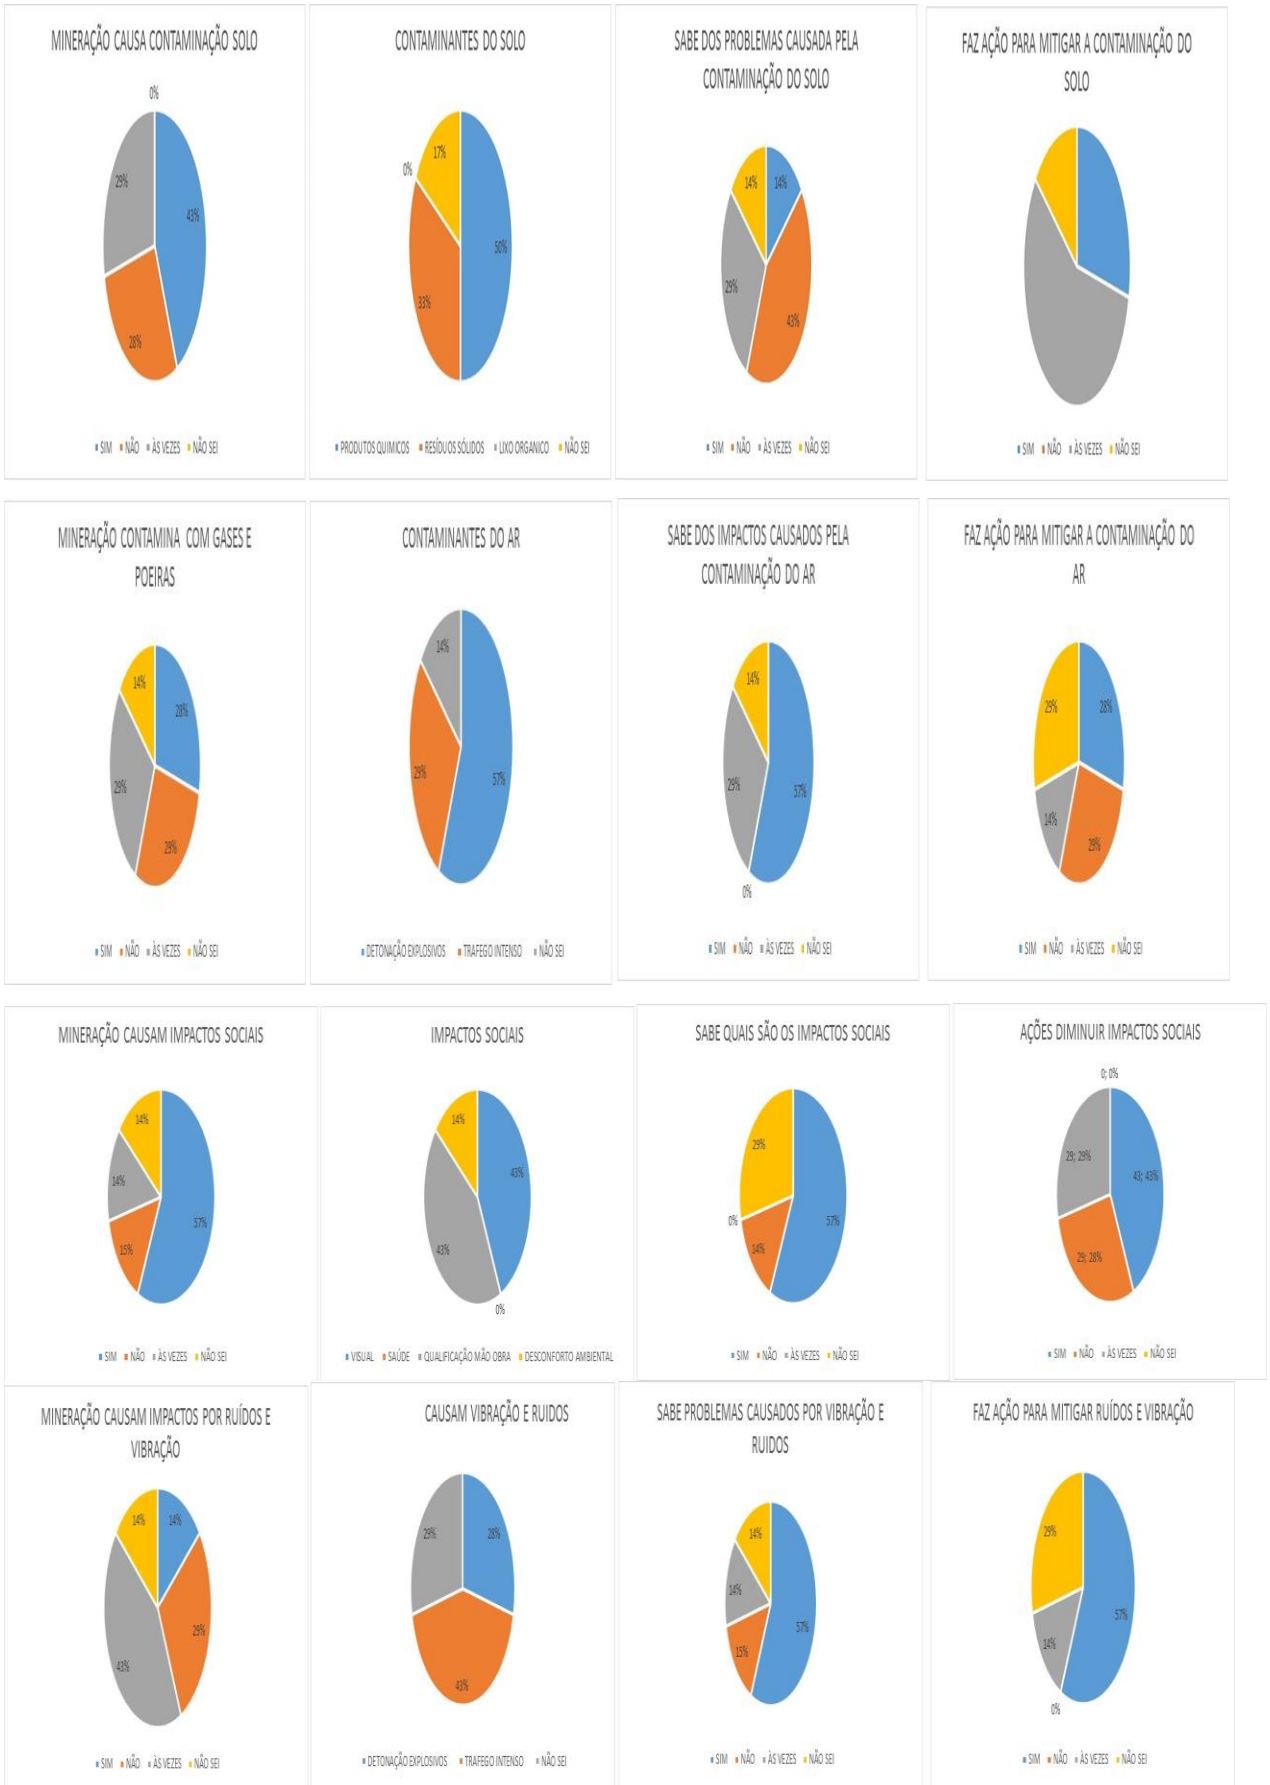 MINERAÇÃO CAUSA CONTAMINAÇÃO SOLO
0%
29%
43%
28%
SIM NÃO ÀS VEZES NÃO SEI
CONTAMINANTES DO SOLO
17%
0%
50%
33%
PRODUTOS QUIMICOS RESÍDUOS SÓLIDOS LIXO ORGANICO NÃO SEI
SABE DOS PROBLEMAS CAUSADA PELA
CONTAMINAÇÃO DO SOLO
14% 14%
29%
43%
SIM NÃO ÀS VEZES NÃO SEI
FAZ AÇÃO PARA MITIGAR A CONTAMINAÇÃO DO
SOLO
SIM NÃO ÀS VEZES NÃO SEI
MINERAÇÃO CONTAMINA COM GASES E
POEIRAS
14%
28%
29%
29%
SIM NÃO ÀS VEZES NÃO SEI
CONTAMINANTES DO AR
14%
29%
57%
DETONAÇÃO EXPLOSIVOS TRAFEGO INTENSO NÃO SEI
SABE DOS IMPACTOS CAUSADOS PELA
CONTAMINAÇÃO DO AR
14%
29%
57%
0%
SIM NÃO ÀS VEZES NÃO SEI
FAZ AÇÃO PARA MITIGAR A CONTAMINAÇÃO DO
AR
29%
28%
14%
29%
SIM NÃO ÀS VEZES NÃO SEI
MINERAÇÃO CAUSAM IMPACTOS SOCIAIS
14%
14%
57%
15%
SIM NÃO ÀS VEZES NÃO SEI
IMPACTOS SOCIAIS
14%
43%
43%
0%
VISUAL SAÚDE QUALIFICAÇÃO MÃO OBRA DESCONFORTO AMBIENTAL
SABE QUAIS SÃO OS IMPACTOS SOCIAIS
29%
0%
57%
14%
SIM NÃO ÀS VEZES NÃO SEI
AÇÕES DIMINUIR IMPACTOS SOCIAIS
0; 0%
29; 29%
43; 43%
29; 28%
SIM NÃO ÀS VEZES NÃO SEI
MINERAÇÃO CAUSAM IMPACTOS POR RUÍDOS E
VIBRAÇÃO
14% 14%
29%
43%
SIM NÃO ÀS VEZES NÃO SEI
CAUSAM VIBRAÇÃO E RUIDOS
29%
28%
43%
DETONAÇÃO EXPLOSIVOS TRAFEGO INTENSO NÃO SEI
SABE PROBLEMAS CAUSADOS POR VIBRAÇÃO E
RUIDOS
14%
14%
57%
15%
SIM NÃO ÀS VEZES NÃO SEI
FAZ AÇÃO PARA MITIGAR RUÍDOS E VIBRAÇÃO
29%
57%
14%
0%
SIM NÃO ÀS VEZES NÃO SEI